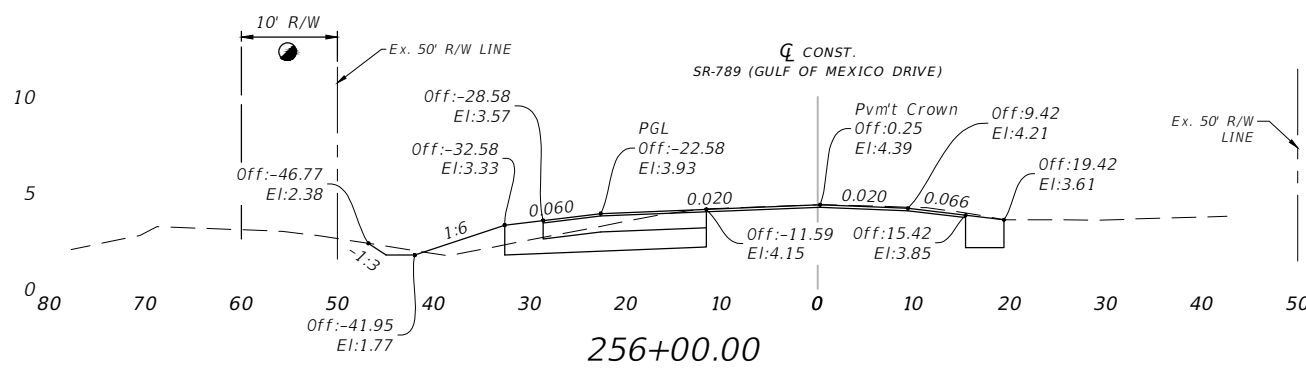 10' R/W
Ex. 50' R/W LINE
℄ CONST.
SR-789 (GULF OF MEXICO DRIVE)
10
5
0
Off:-28.58
El:3.57
Off:-32.58
El:3.33
Off:-46.77
El:2.38
PGL
Off:-22.58
El:3.93
Pvm't Crown
Off:0.25
El:4.39
Off:9.42
El:4.21
Ex. 50' R/W
LINE
Off:19.42
El:3.61
-1:3
1:6
0.060
0.020
0.020
0.066
Off:-11.59
El:4.15
Off:15.42
El:3.85
80 70 60 50 40 30 20 10 0 10 20 30 40 50
Off:-41.95
El:1.77
256+00.00